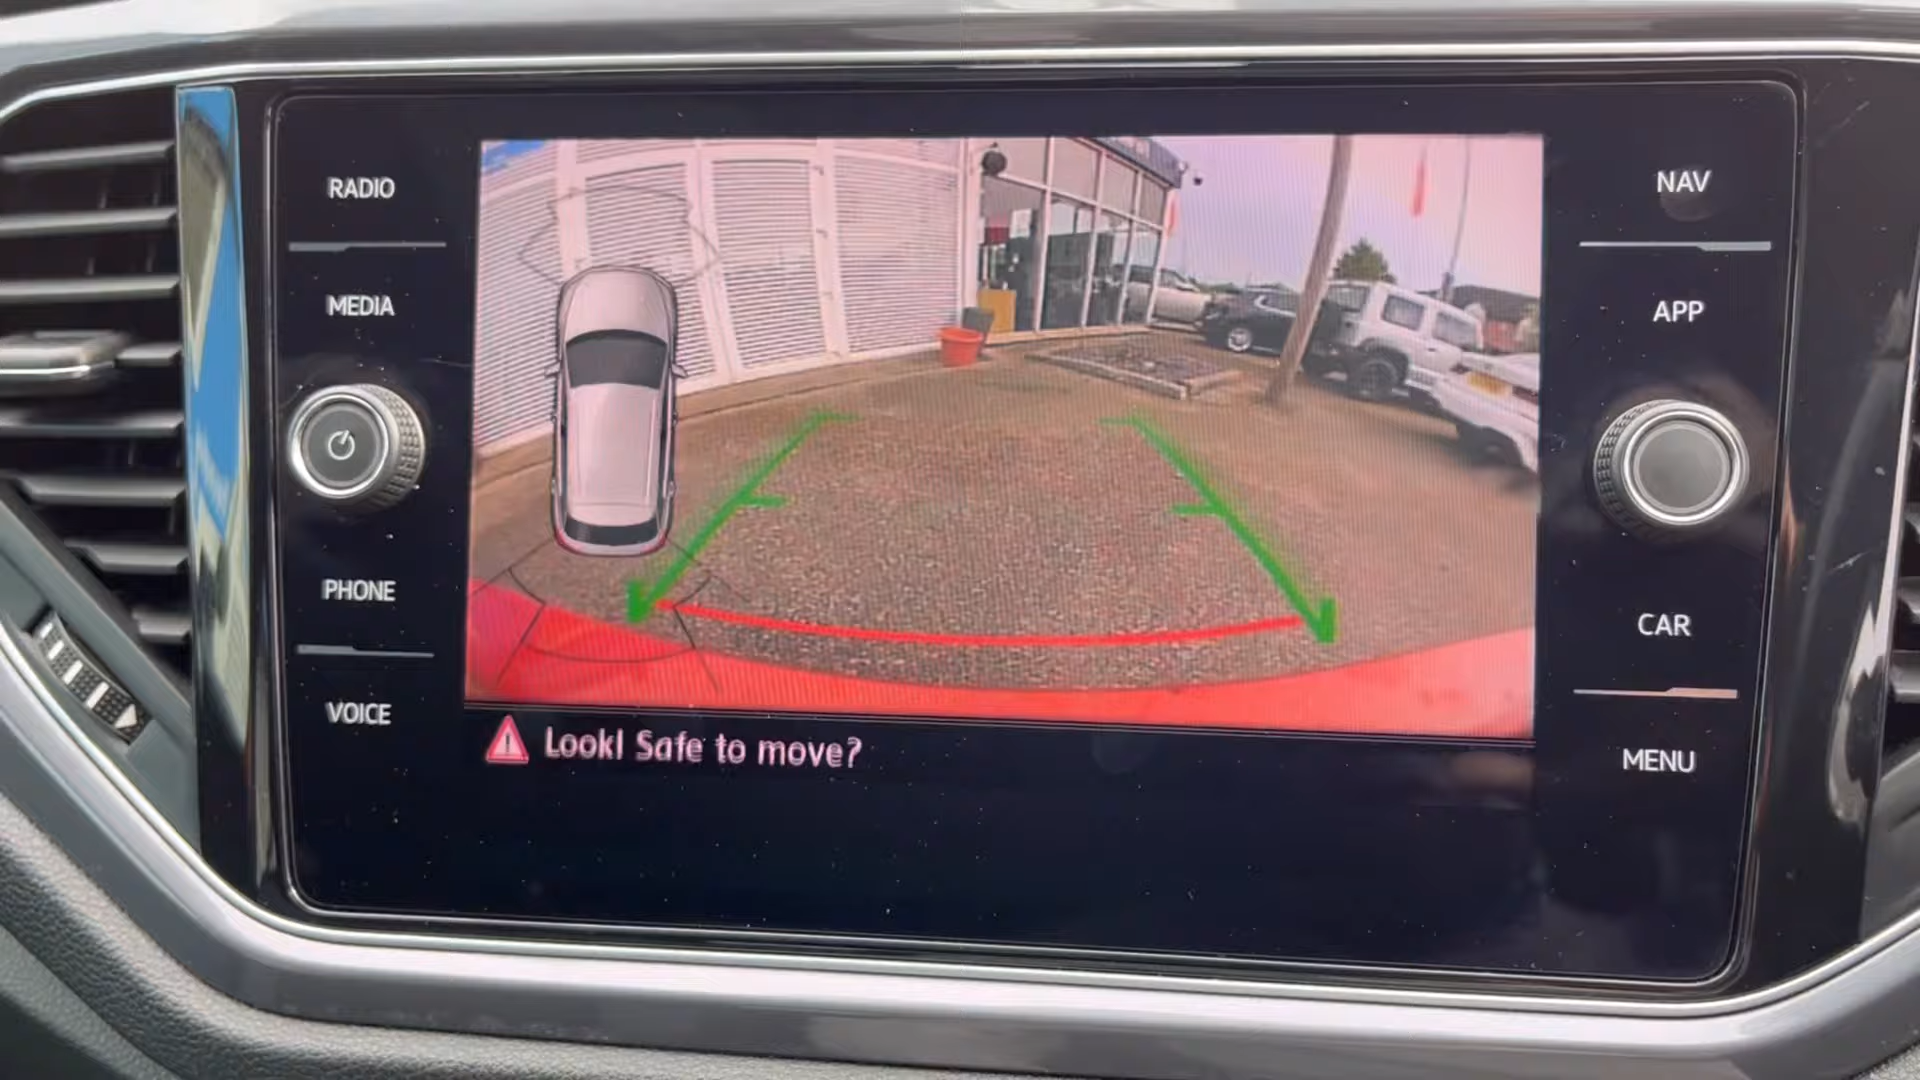 RADIO
MEDIA
PHONE
VOICE
NAV
APP
CAR
MENU
Look! Safe to move?